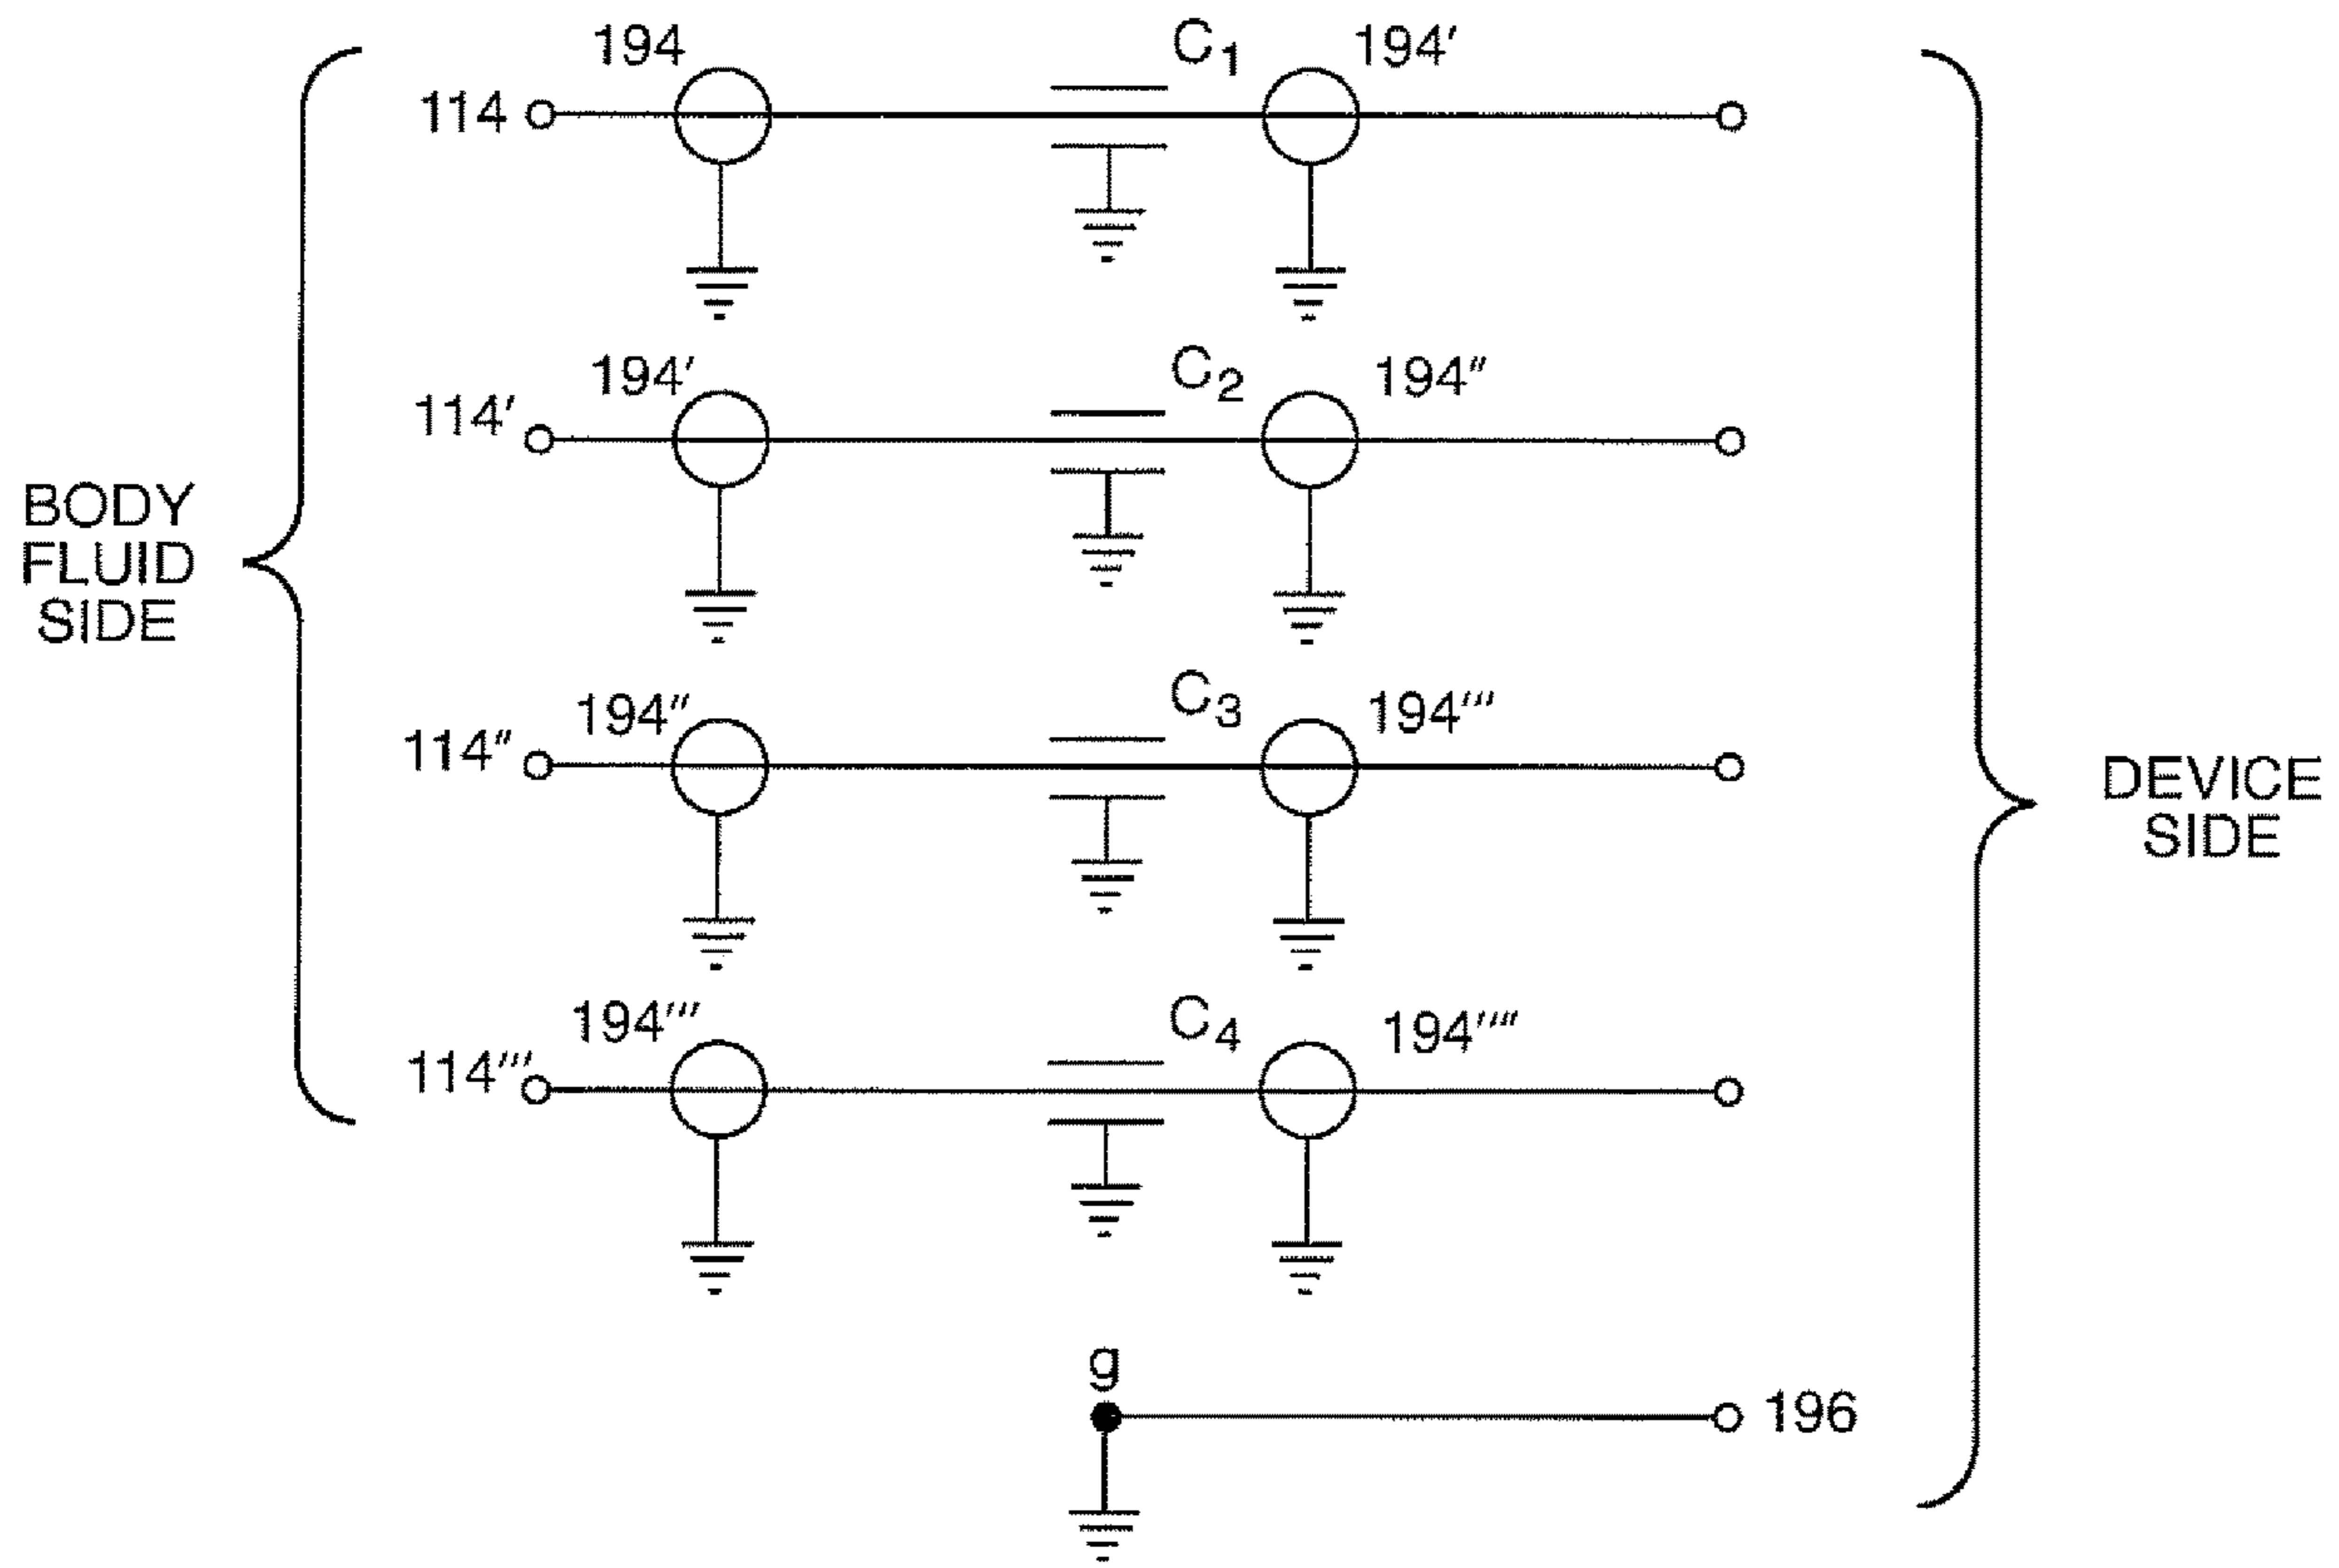 194 C1 194′
114
194′ C2 194″
114′
BODY
FLUID
SIDE
194″ C3 194‴
114″
DEVICE
SIDE
194‴ C4 194⁗
114‴
g
196